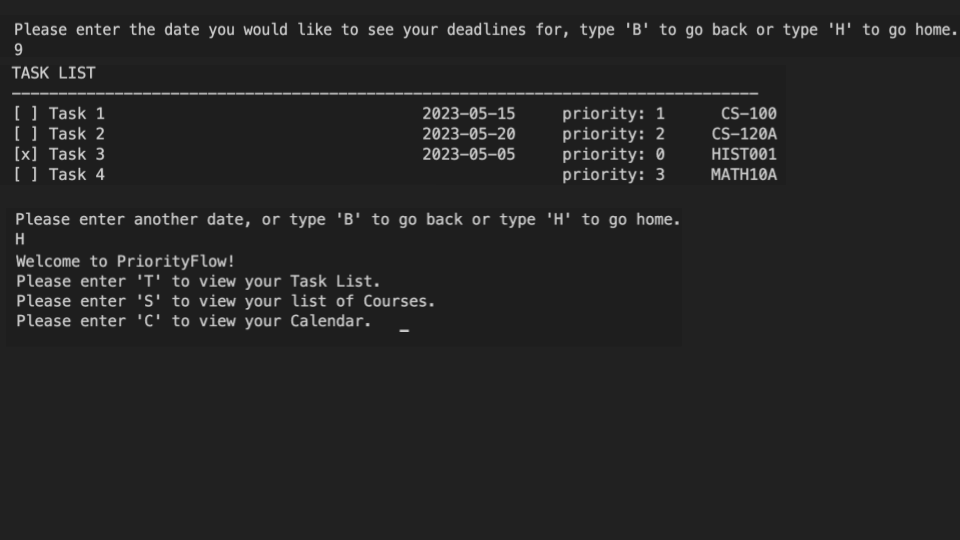 Please enter the date you would like to see your deadlines for, type 'B' to go back or type 'H' to go home.
9
TASK LIST
[ ] Task 1 2023-05-15 priority: 1 CS-100
[ ] Task 2 2023-05-20 priority: 2 CS-120A
[x] Task 3 2023-05-05 priority: 0 HIST001
[ ] Task 4 priority: 3 MATH10A
Please enter another date, or type 'B' to go back or type 'H' to go home.
H
Welcome to PriorityFlow!
Please enter 'T' to view your Task List.
Please enter 'S' to view your list of Courses.
Please enter 'C' to view your Calendar. _